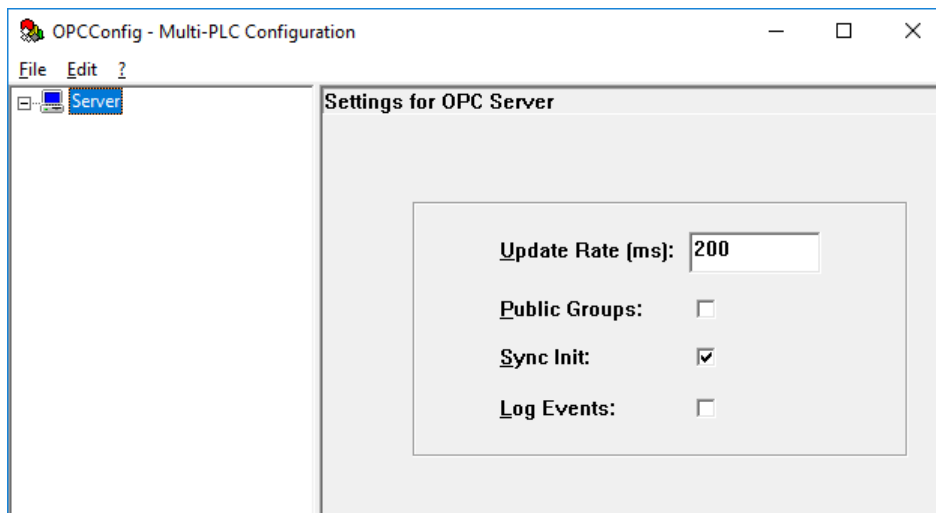 OPCConfig - Multi-PLC Configuration
File Edit ?
Server
Settings for OPC Server
Update Rate (ms): 200
Public Groups:
Sync Init:
Log Events: